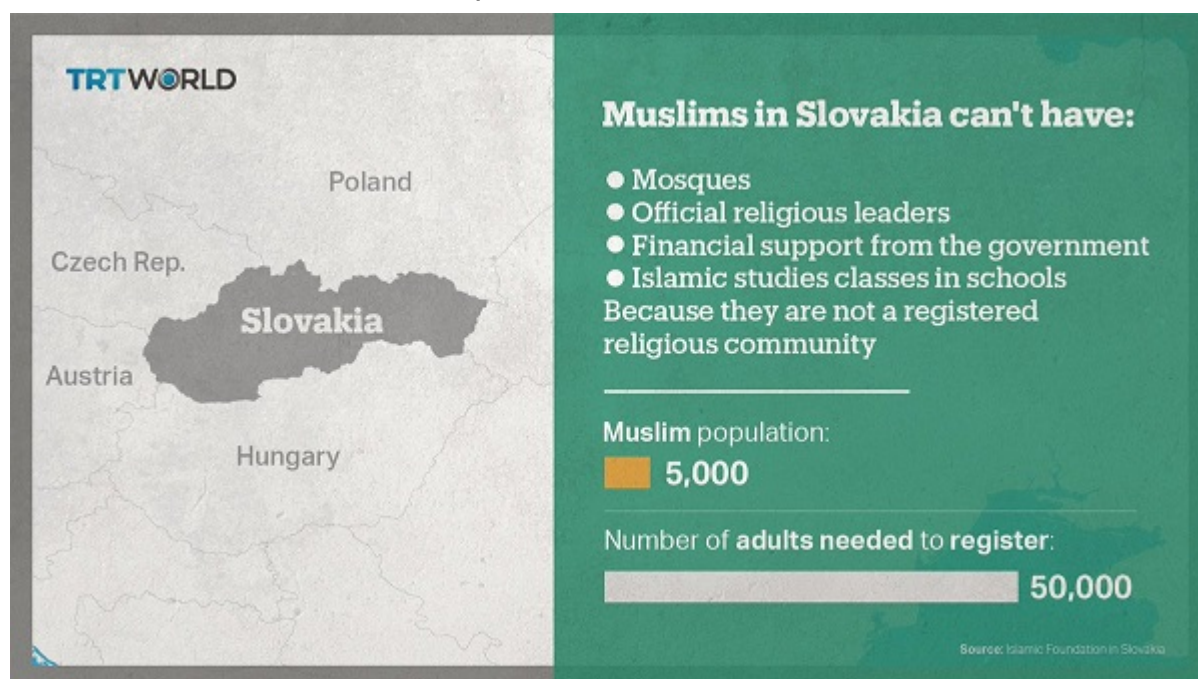 TRTWORLD
Poland
Czech Rep.
Slovakia
Austria
Hungary
Muslims in Slovakia can't have:
● Mosques
● Official religious leaders
● Financial support from the government
● Islamic studies classes in schools
Because they are not a registered
religious community
Muslim population:
5,000
Number of adults needed to register:
50,000
Source: Islamic Foundation in Slovakia